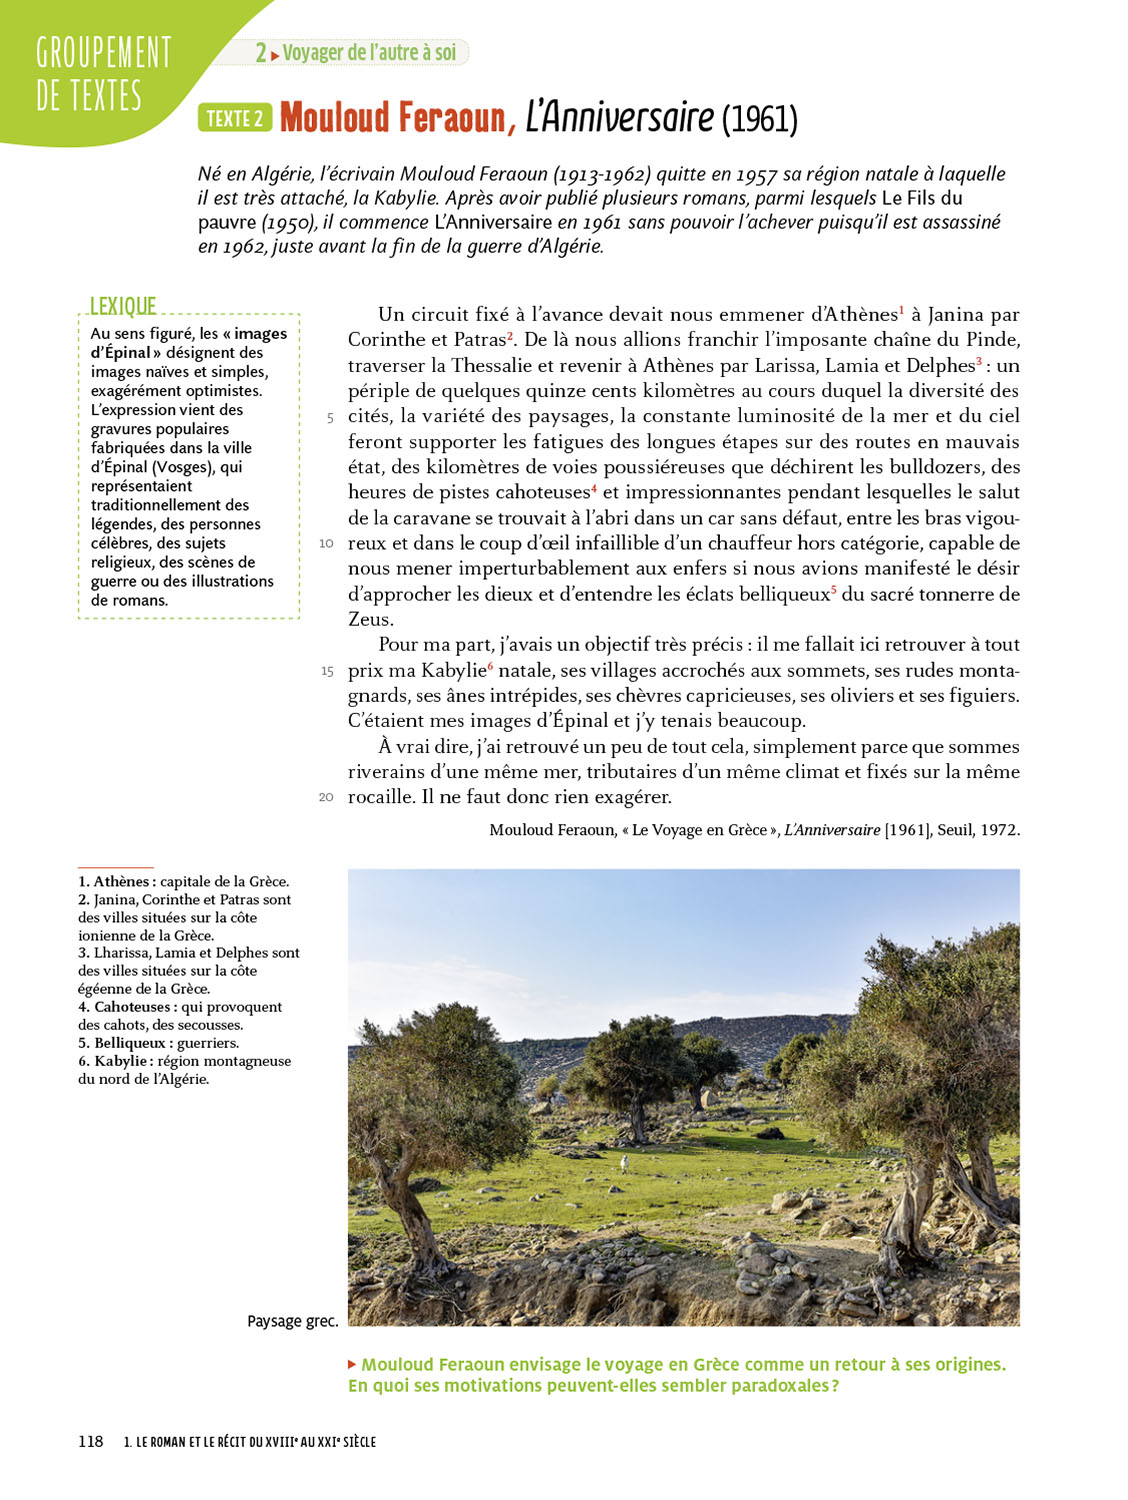 GROUPEMENT
DE TEXTES
2 ▸ Voyager de l’autre à soi
TEXTE 2 Mouloud Feraoun, L’Anniversaire (1961)
Né en Algérie, l’écrivain Mouloud Feraoun (1913-1962) quitte en 1957 sa région natale à laquelle
il est très attaché, la Kabylie. Après avoir publié plusieurs romans, parmi lesquels Le Fils du
pauvre (1950), il commence L’Anniversaire en 1961 sans pouvoir l’achever puisqu’il est assassiné
en 1962, juste avant la fin de la guerre d’Algérie.
LEXIQUE
Au sens figuré, les « images
d’Épinal » désignent des
images naïves et simples,
exagérément optimistes.
L’expression vient des
gravures populaires
fabriquées dans la ville
d’Épinal (Vosges), qui
représentaient
traditionnellement des
légendes, des personnes
célèbres, des sujets
religieux, des scènes de
guerre ou des illustrations
de romans.
Un circuit fixé à l’avance devait nous emmener d’Athènes1 à Janina par
Corinthe et Patras2. De là nous allions franchir l’imposante chaîne du Pinde,
traverser la Thessalie et revenir à Athènes par Larissa, Lamia et Delphes3 : un
périple de quelques quinze cents kilomètres au cours duquel la diversité des
5 cités, la variété des paysages, la constante luminosité de la mer et du ciel
feront supporter les fatigues des longues étapes sur des routes en mauvais
état, des kilomètres de voies poussiéreuses que déchirent les bulldozers, des
heures de pistes cahoteuses4 et impressionnantes pendant lesquelles le salut
de la caravane se trouvait à l’abri dans un car sans défaut, entre les bras vigou-
10 reux et dans le coup d’œil infaillible d’un chauffeur hors catégorie, capable de
nous mener imperturbablement aux enfers si nous avions manifesté le désir
d’approcher les dieux et d’entendre les éclats belliqueux5 du sacré tonnerre de
Zeus.
Pour ma part, j’avais un objectif très précis : il me fallait ici retrouver à tout
15 prix ma Kabylie6 natale, ses villages accrochés aux sommets, ses rudes monta-
gnards, ses ânes intrépides, ses chèvres capricieuses, ses oliviers et ses figuiers.
C’étaient mes images d’Épinal et j’y tenais beaucoup.
À vrai dire, j’ai retrouvé un peu de tout cela, simplement parce que sommes
riverains d’une même mer, tributaires d’un même climat et fixés sur la même
20 rocaille. Il ne faut donc rien exagérer.
Mouloud Feraoun, « Le Voyage en Grèce », L’Anniversaire [1961], Seuil, 1972.
1. Athènes : capitale de la Grèce.
2. Janina, Corinthe et Patras sont
des villes situées sur la côte
ionienne de la Grèce.
3. Lharissa, Lamia et Delphes sont
des villes situées sur la côte
égéenne de la Grèce.
4. Cahoteuses : qui provoquent
des cahots, des secousses.
5. Belliqueux : guerriers.
6. Kabylie : région montagneuse
du nord de l’Algérie.
Paysage grec.
▸ Mouloud Feraoun envisage le voyage en Grèce comme un retour à ses origines.
En quoi ses motivations peuvent-elles sembler paradoxales ?
118 1. LE ROMAN ET LE RÉCIT DU XVIIIe AU XXIe SIÈCLE